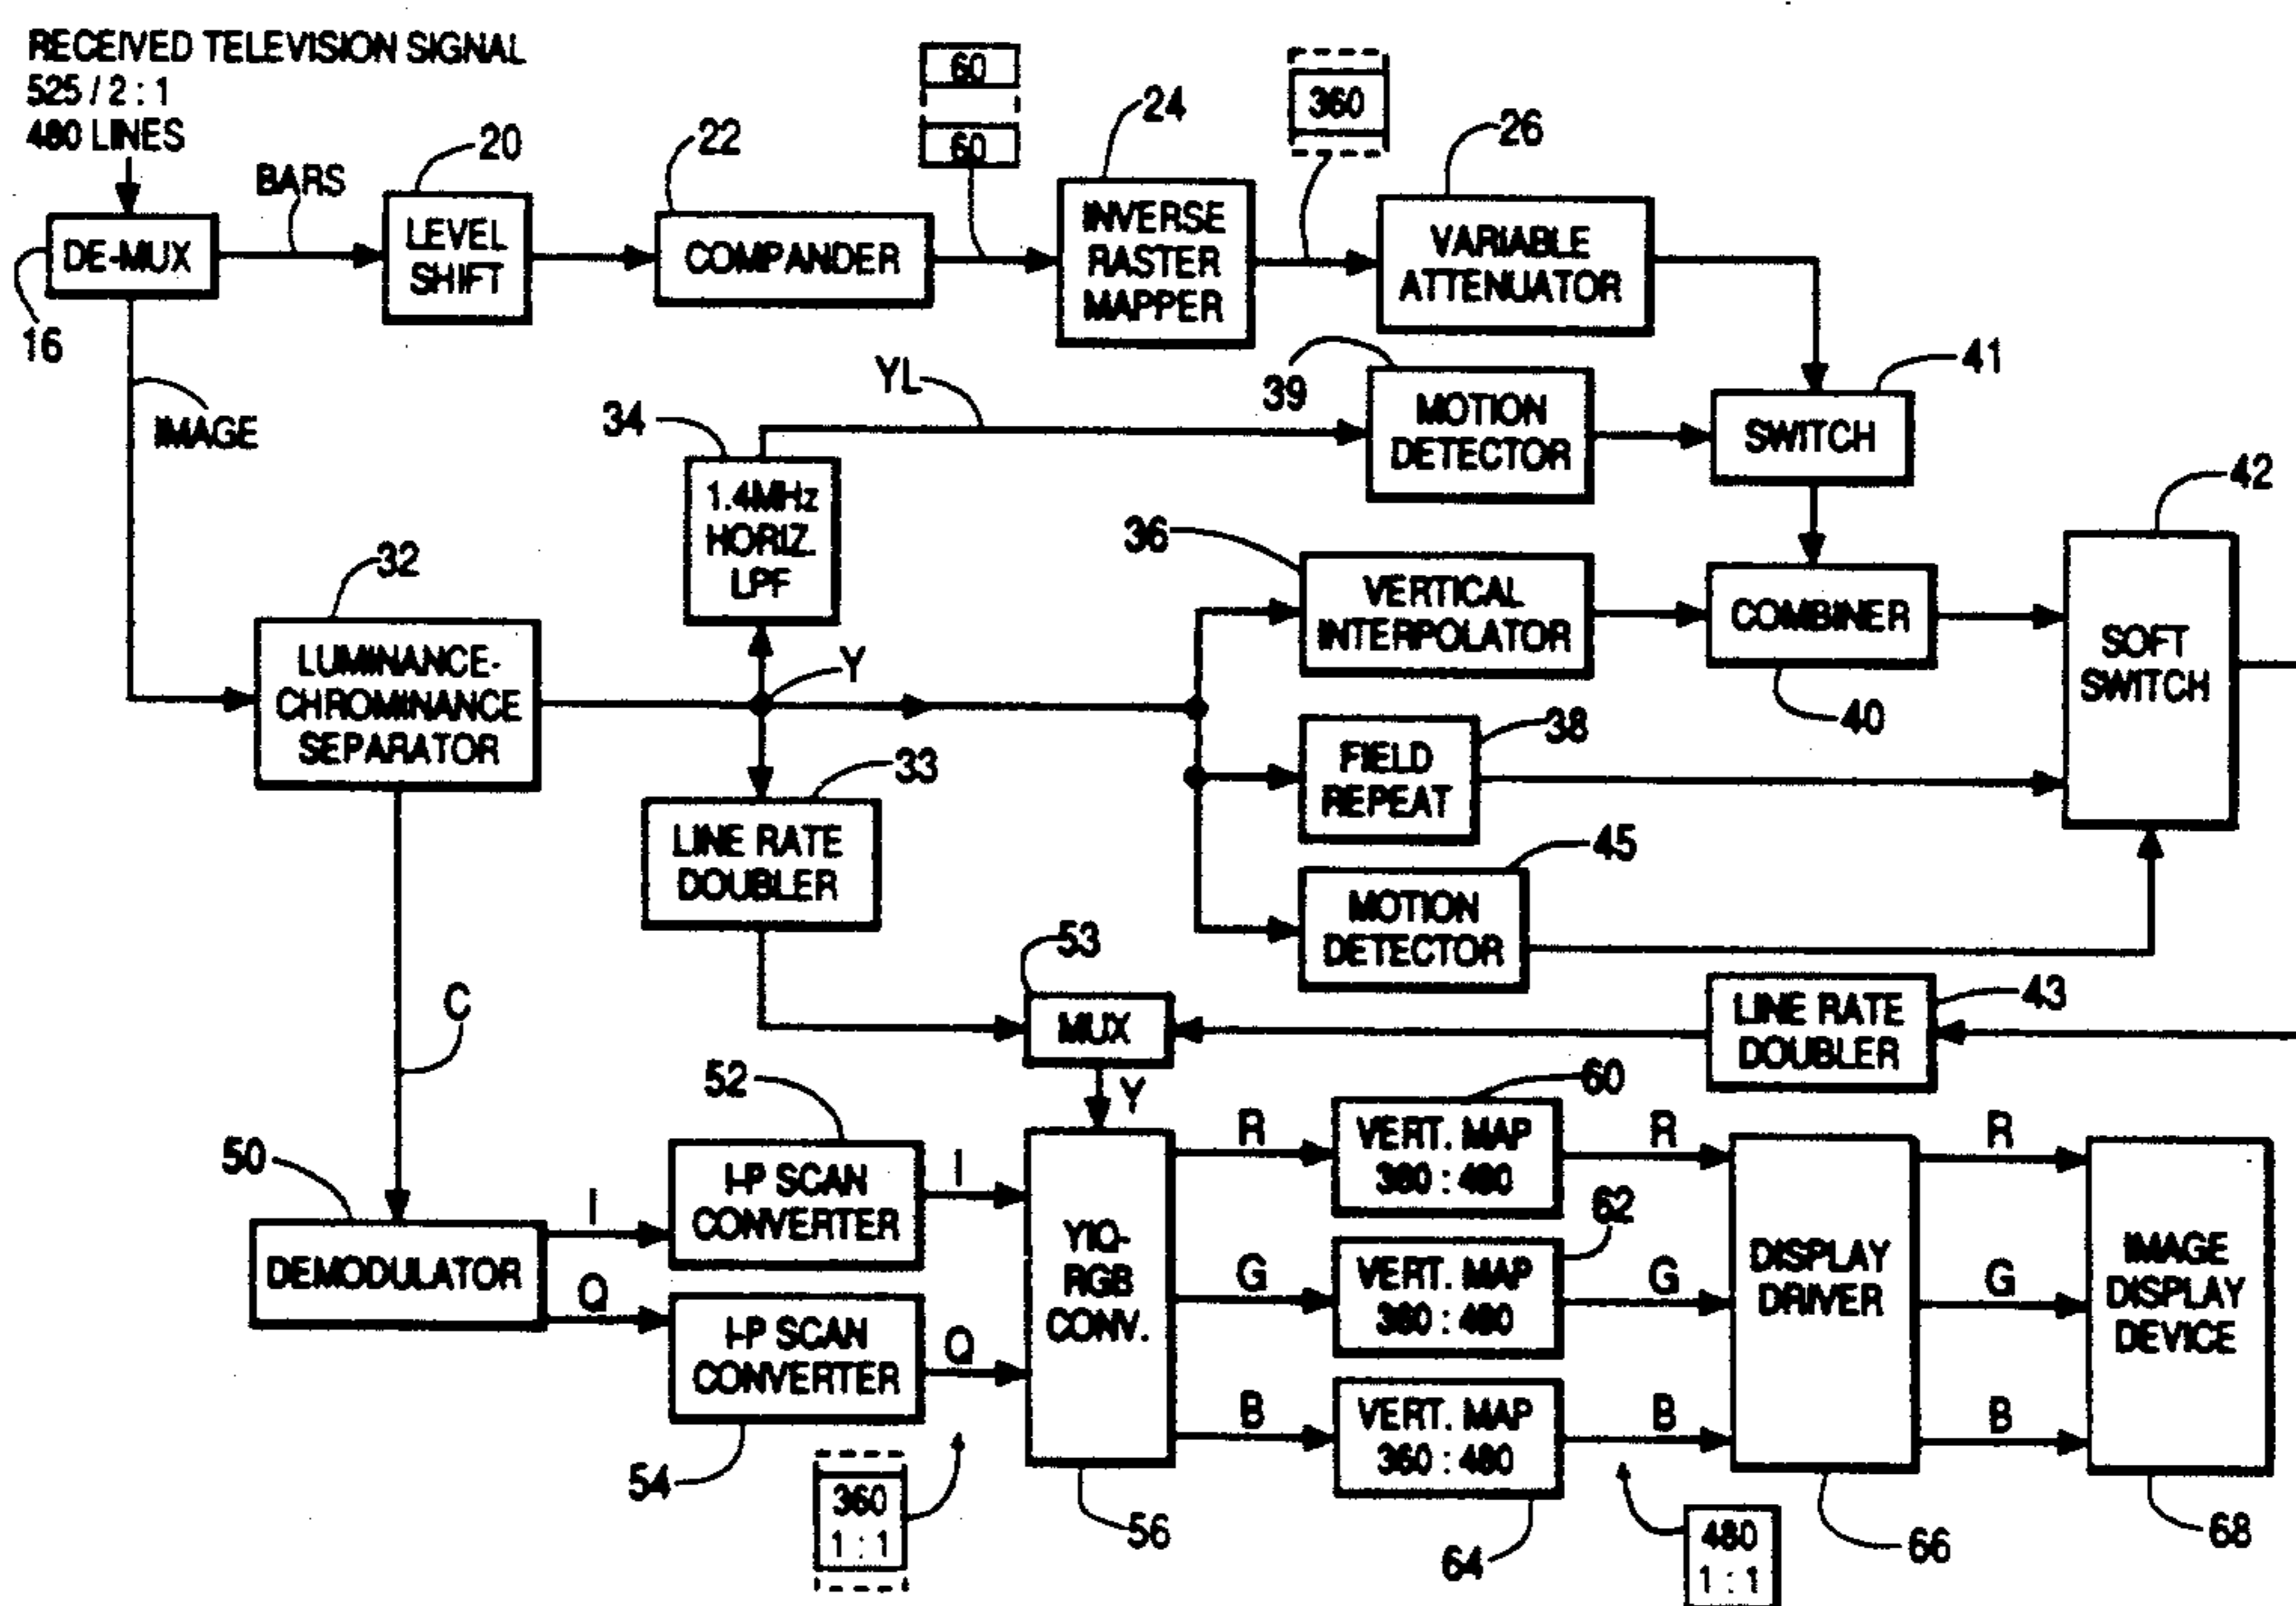 RECEIVED TELEVISION SIGNAL
525 / 2 : 1
480 LINES
60
60
360
16
DE-MUX
BARS
20
LEVEL
SHIFT
22
COMPANDER
24
INVERSE
RASTER
MAPPER
26
VARIABLE
ATTENUATOR
IMAGE
YL
34
1.4MHz
HORIZ.
LPF
39
MOTION
DETECTOR
41
SWITCH
42
SOFT
SWITCH
32
LUMINANCE-
CHROMINANCE
SEPARATOR
Y
36
VERTICAL
INTERPOLATOR
COMBINER
40
38
FIELD
REPEAT
33
LINE RATE
DOUBLER
45
MOTION
DETECTOR
C
53
MUX
Y
43
LINE RATE
DOUBLER
50
DEMODULATOR
I
Q
52
I-P SCAN
CONVERTER
I
I-P SCAN
CONVERTER
54
Q
360
1 : 1
YIQ-
RGB
CONV.
56
R
G
B
60
VERT. MAP
360 : 480
62
VERT. MAP
360 : 480
VERT. MAP
360 : 480
64
R
G
B
480
1 : 1
DISPLAY
DRIVER
66
R
G
B
IMAGE
DISPLAY
DEVICE
68